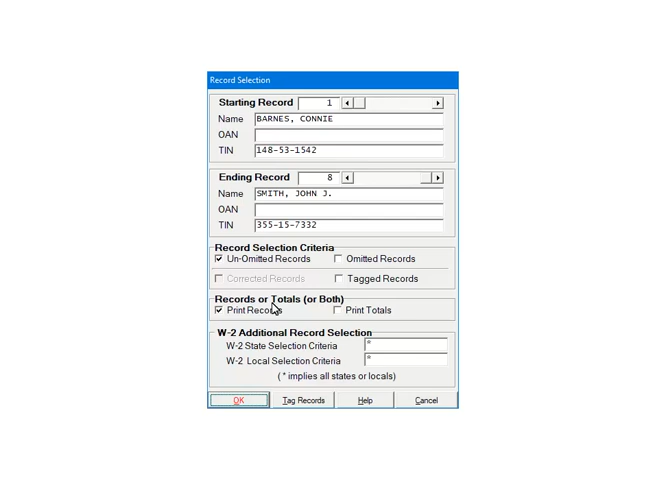 Record Selection
Starting Record 1
Name BARNES, CONNIE
OAN
TIN 148-53-1542
Ending Record 8
Name SMITH, JOHN J.
OAN
TIN 355-15-7332
Record Selection Criteria
Un-Omitted Records Omitted Records
Corrected Records Tagged Records
Records or Totals (or Both)
Print Records Print Totals
W-2 Additional Record Selection
W-2 State Selection Criteria *
W-2 Local Selection Criteria *
( * implies all states or locals)
OK Tag Records Help Cancel